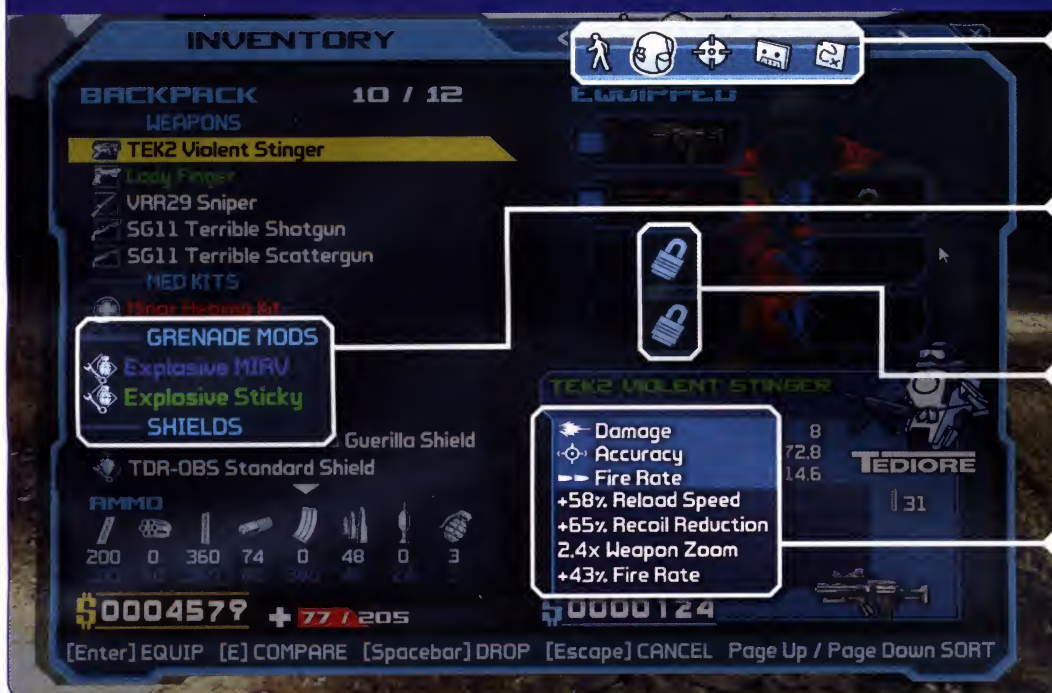 INVENTORY
BACKPACK 10 / 12
WEAPONS
TEK2 Violent Stinger
Lady Finger
VRR29 Sniper
SG11 Terrible Shotgun
SG11 Terrible Scattergun
MED KITS
Minor Healing Kit
GRENADE MODS
Explosive MIRV
Explosive Sticky
SHIELDS
Guerilla Shield
TDR-OBS Standard Shield
AMMO
200 0 360 74 0 48 0 3
$0004579 + 77 / 205
EQUIPPED
TEK2 VIOLENT STINGER
Damage 8
Accuracy 72.8
Fire Rate 14.6
+58% Reload Speed
+65% Recoil Reduction
2.4x Weapon Zoom
+43% Fire Rate
TEDIORE
31
$0000124
[Enter] EQUIP [E] COMPARE [Spacebar] DROP [Escape] CANCEL Page Up / Page Down SORT